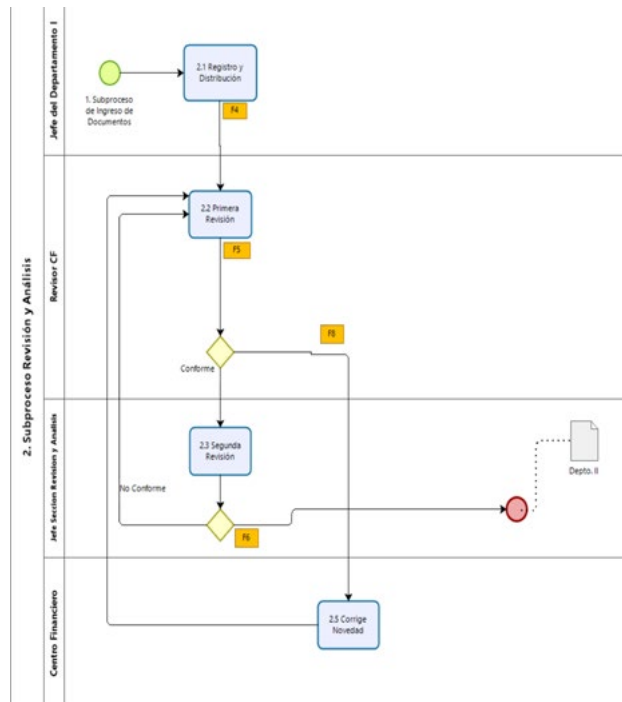 2. Subproceso Revisión y Análisis
Jefe del Departamento I
1. Subproceso
de Ingreso de
Documentos
2.1 Registro y
Distribución
F4
Revisor CF
2.2 Primera
Revisión
F5
F8
Conforme
Jefe Seccion Revision y Analisis
2.3 Segunda
Revisión
No Conforme
F6
Depto. II
Centro Financiero
2.5 Corrige
Novedad